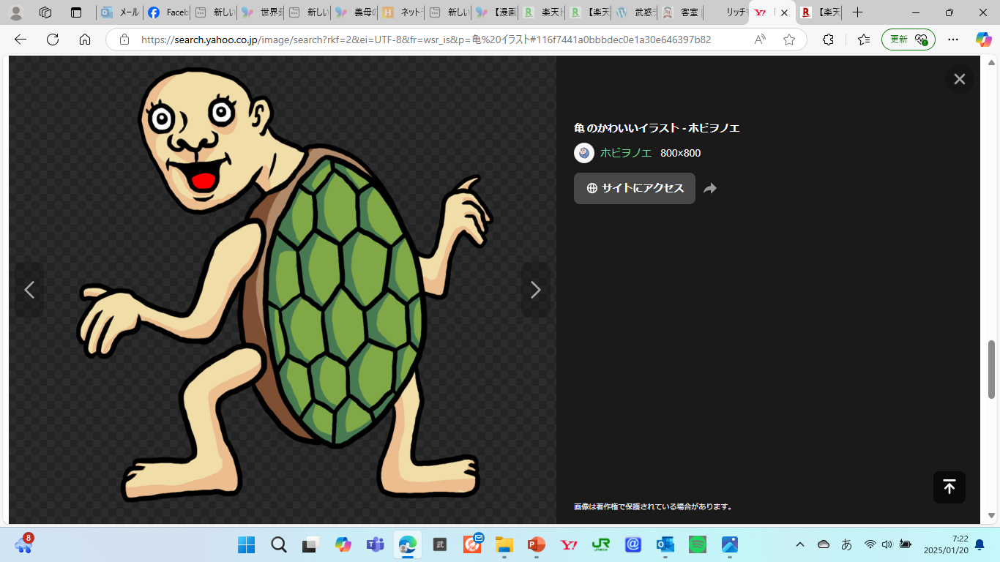 メール
Faceb
新しい
世界最
新しい
義母の
ネット
新しい
【漫画
楽天ト
【楽天
武惑シ
客室
リッチ
【楽天
https://search.yahoo.co.jp/image/search?rkf=2&ei=UTF-8&fr=wsr_is&p=亀%20イラスト#116f7441a0bbbdec0e1a30e646397b82
更新
亀 のかわいいイラスト - ホビヲノエ
ホビヲノエ 800×800
サイトにアクセス
画像は著作権で保護されている場合があります。
8
武
JR
あ
7:22
2025/01/20